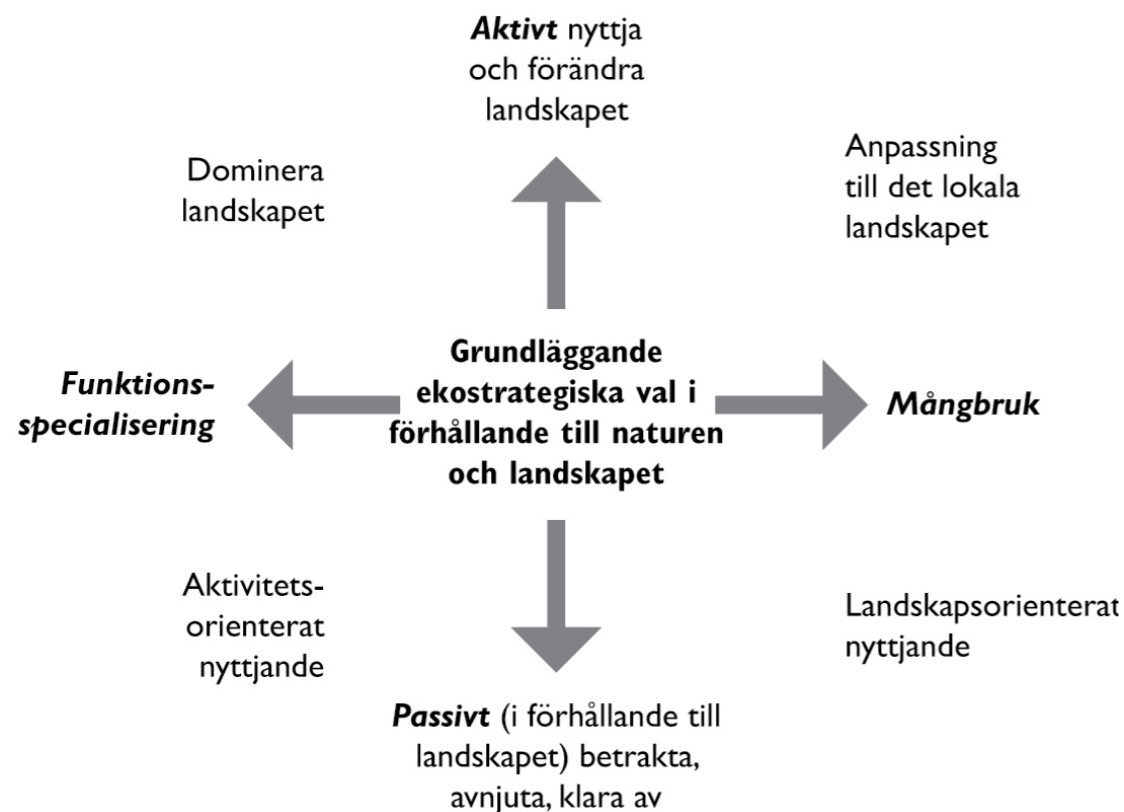 Aktivt nyttja
och förändra
landskapet
Dominera
landskapet
Anpassning
till det lokala
landskapet
Funktions-
specialisering
Grundläggande
ekostrategiska val i
förhållande till naturen
och landskapet
Mångbruk
Aktivitets-
orienterat
nyttjande
Landskapsorienterat
nyttjande
Passivt (i förhållande till
landskapet) betrakta,
avnjuta, klara av